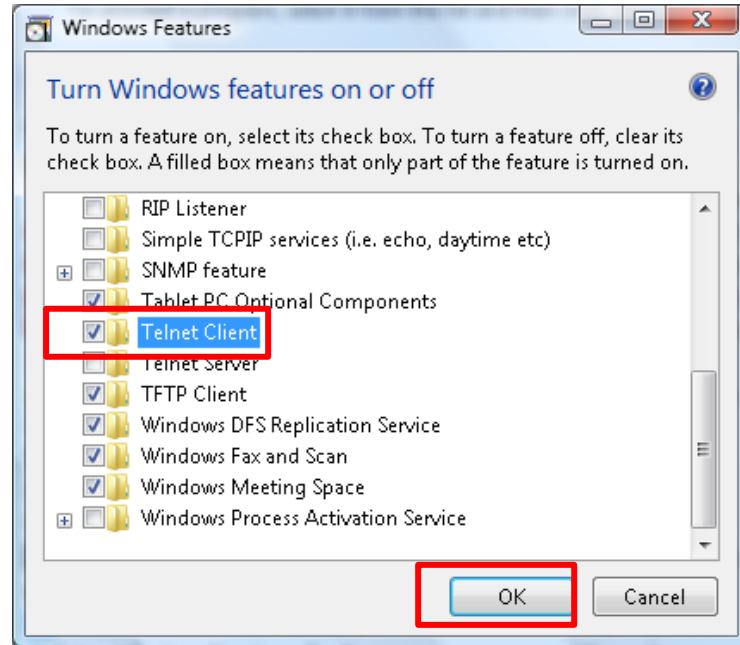 Windows Features
Turn Windows features on or off
To turn a feature on, select its check box. To turn a feature off, clear its
check box. A filled box means that only part of the feature is turned on.
RIP Listener
Simple TCPIP services (i.e. echo, daytime etc)
SNMP feature
Tablet PC Optional Components
Telnet Client
Telnet Server
TFTP Client
Windows DFS Replication Service
Windows Fax and Scan
Windows Meeting Space
Windows Process Activation Service
OK Cancel